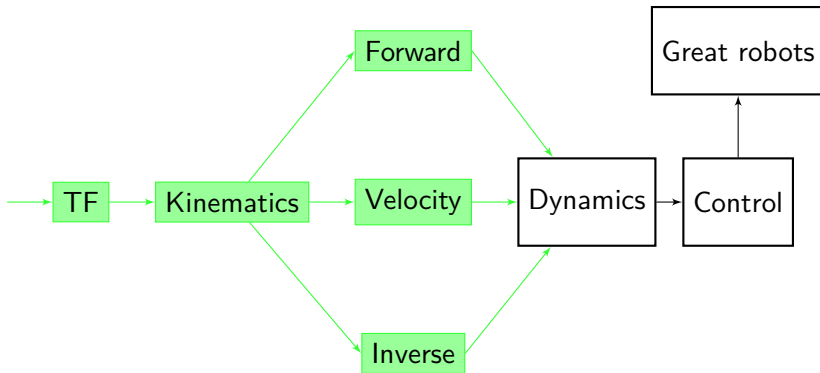 Forward
Great robots
TF
Kinematics
Velocity
Dynamics
Control
Inverse